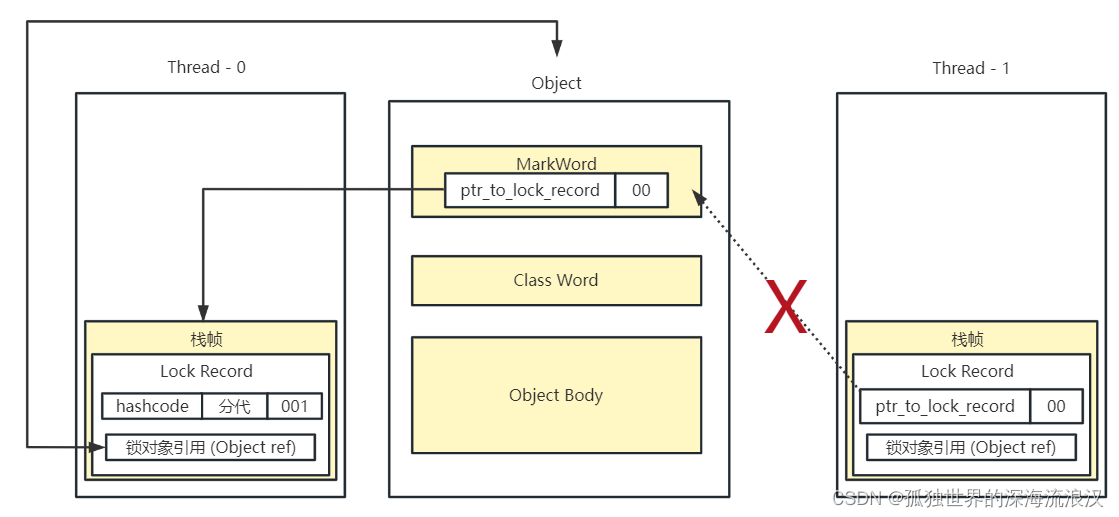 Thread - 0
Object
Thread - 1
MarkWord
ptr_to_lock_record 00
Class Word
Object Body
栈帧
Lock Record
hashcode 分代 001
锁对象引用 (Object ref)
X
栈帧
Lock Record
ptr_to_lock_record 00
锁对象引用 (Object ref)
CSDN @孤独世界的深海流浪汉